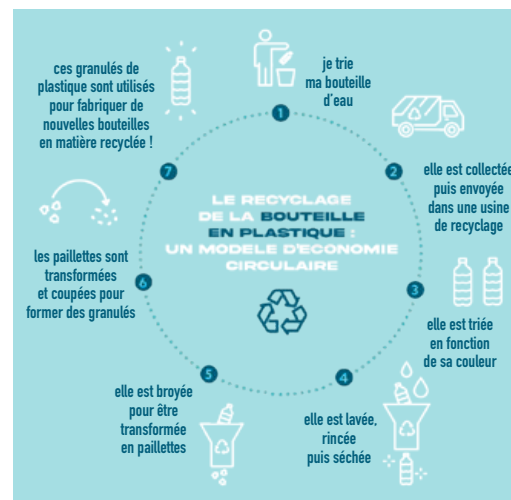 LE RECYCLAGE
DE LA BOUTEILLE
EN PLASTIQUE :
UN MODELE D'ECONOMIE
CIRCULAIRE
1
je trie
ma bouteille
d'eau
2
elle est collectée
puis envoyée
dans une usine
de recyclage
3
elle est triée
en fonction
de sa couleur
4
elle est lavée,
rincée
puis séchée
5
elle est broyée
pour être
transformée
en paillettes
6
les paillettes sont
transformées
et coupées pour
former des granulés
7
ces granulés de
plastique sont utilisés
pour fabriquer de
nouvelles bouteilles
en matière recyclée !